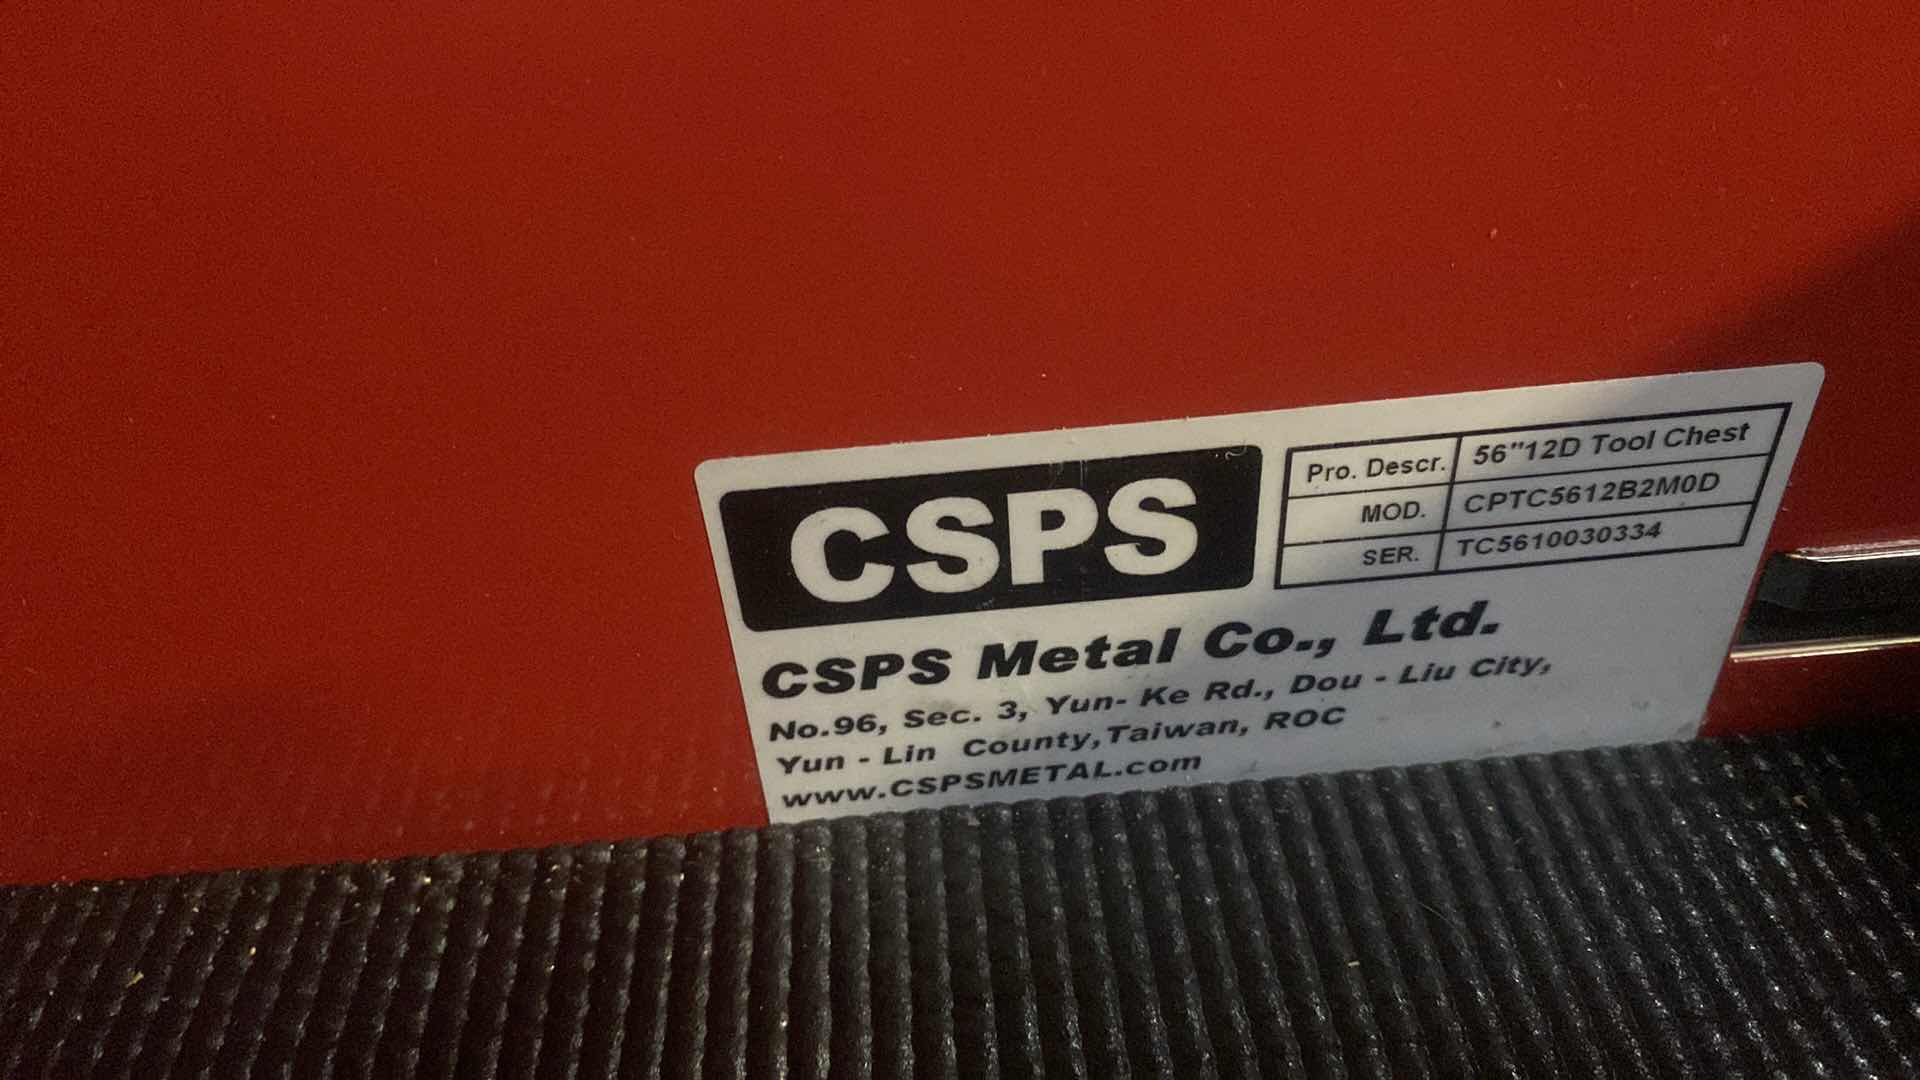 CSPS
Pro. Descr. 56"12D Tool Chest
MOD. CPTC5612B2M0D
SER. TC5610030334
CSPS Metal Co., Ltd.
No.96, Sec. 3, Yun- Ke Rd., Dou - Liu City,
Yun - Lin County,Taiwan, ROC
www.CSPSMETAL.com